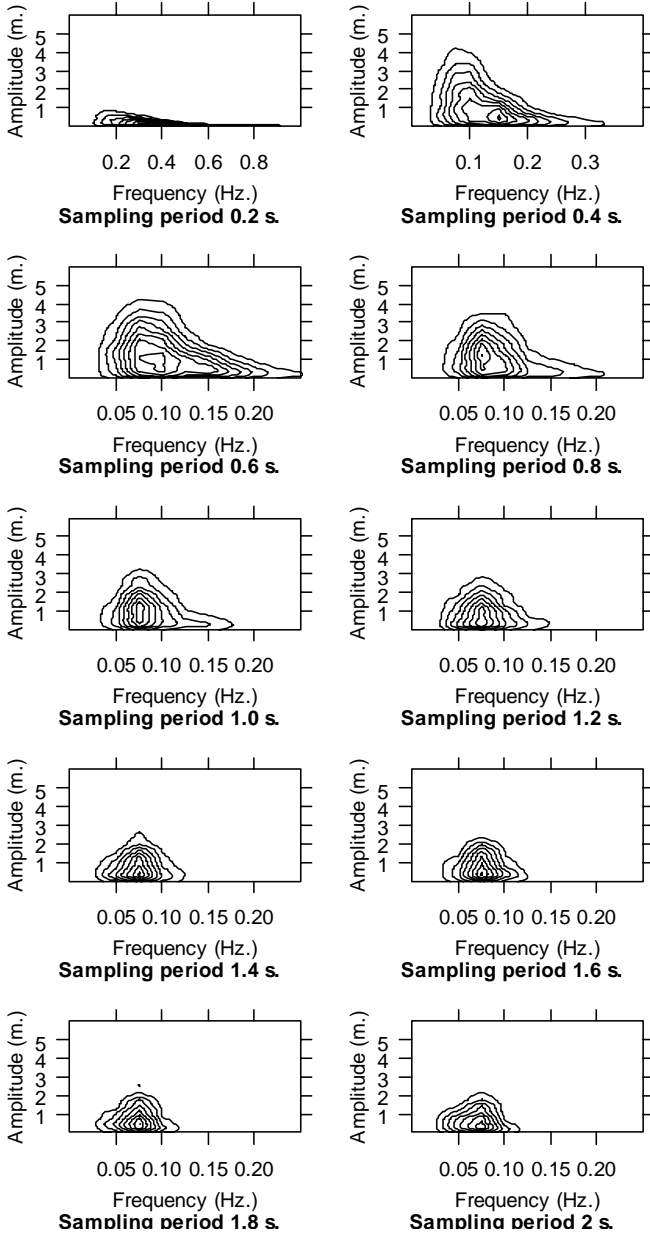 Amplitude (m.)
5
4
3
2
1
0.2 0.4 0.6 0.8
Frequency (Hz.)
Sampling period 0.2 s.
Amplitude (m.)
5
4
3
2
1
0.1 0.2 0.3
Frequency (Hz.)
Sampling period 0.4 s.
Amplitude (m.)
5
4
3
2
1
0.05 0.10 0.15 0.20
Frequency (Hz.)
Sampling period 0.6 s.
Amplitude (m.)
5
4
3
2
1
0.05 0.10 0.15 0.20
Frequency (Hz.)
Sampling period 0.8 s.
Amplitude (m.)
5
4
3
2
1
0.05 0.10 0.15 0.20
Frequency (Hz.)
Sampling period 1.0 s.
Amplitude (m.)
5
4
3
2
1
0.05 0.10 0.15 0.20
Frequency (Hz.)
Sampling period 1.2 s.
Amplitude (m.)
5
4
3
2
1
0.05 0.10 0.15 0.20
Frequency (Hz.)
Sampling period 1.4 s.
Amplitude (m.)
5
4
3
2
1
0.05 0.10 0.15 0.20
Frequency (Hz.)
Sampling period 1.6 s.
Amplitude (m.)
5
4
3
2
1
0.05 0.10 0.15 0.20
Frequency (Hz.)
Sampling period 1.8 s.
Amplitude (m.)
5
4
3
2
1
0.05 0.10 0.15 0.20
Frequency (Hz.)
Sampling period 2 s.